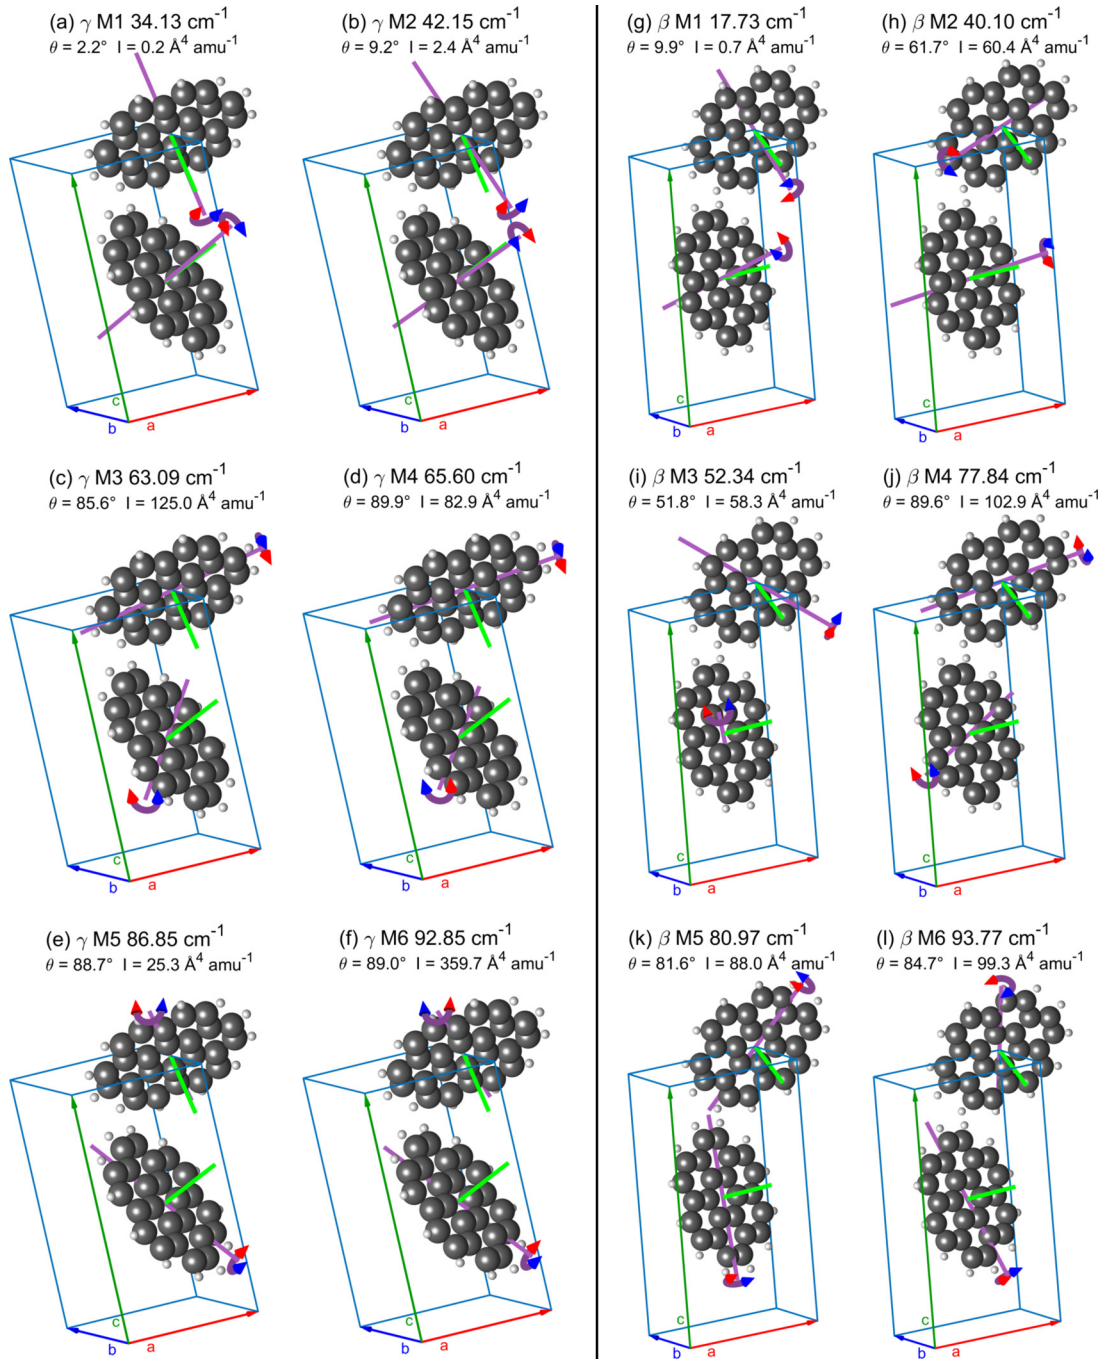 (a) γ M1 34.13 cm⁻¹
θ = 2.2° I = 0.2 Å⁴ amu⁻¹
c
b
a
(b) γ M2 42.15 cm⁻¹
θ = 9.2° I = 2.4 Å⁴ amu⁻¹
c
b
a
(g) β M1 17.73 cm⁻¹
θ = 9.9° I = 0.7 Å⁴ amu⁻¹
c
b
a
(h) β M2 40.10 cm⁻¹
θ = 61.7° I = 60.4 Å⁴ amu⁻¹
c
b
a
(c) γ M3 63.09 cm⁻¹
θ = 85.6° I = 125.0 Å⁴ amu⁻¹
c
b
a
(d) γ M4 65.60 cm⁻¹
θ = 89.9° I = 82.9 Å⁴ amu⁻¹
c
b
a
(i) β M3 52.34 cm⁻¹
θ = 51.8° I = 58.3 Å⁴ amu⁻¹
c
b
a
(j) β M4 77.84 cm⁻¹
θ = 89.6° I = 102.9 Å⁴ amu⁻¹
c
b
a
(e) γ M5 86.85 cm⁻¹
θ = 88.7° I = 25.3 Å⁴ amu⁻¹
c
b
a
(f) γ M6 92.85 cm⁻¹
θ = 89.0° I = 359.7 Å⁴ amu⁻¹
c
b
a
(k) β M5 80.97 cm⁻¹
θ = 81.6° I = 88.0 Å⁴ amu⁻¹
c
b
a
(l) β M6 93.77 cm⁻¹
θ = 84.7° I = 99.3 Å⁴ amu⁻¹
c
b
a